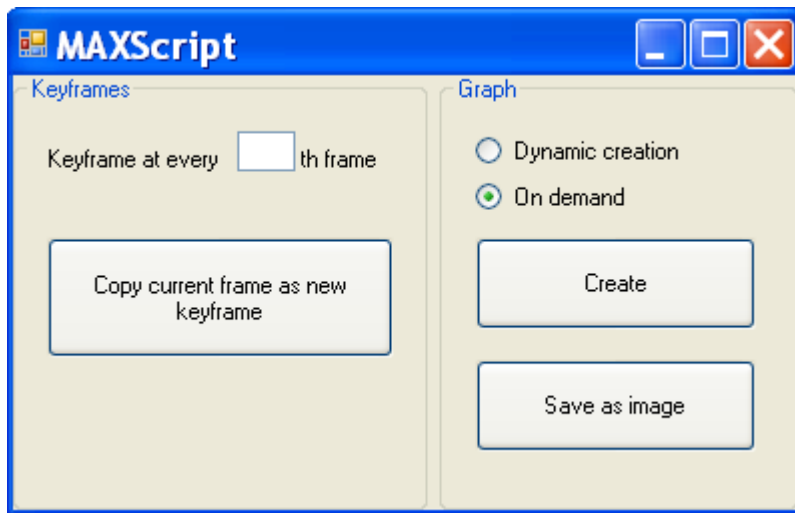 MAXScript
Keyframes
Keyframe at every th frame
Copy current frame as new
keyframe
Graph
Dynamic creation
On demand
Create
Save as image